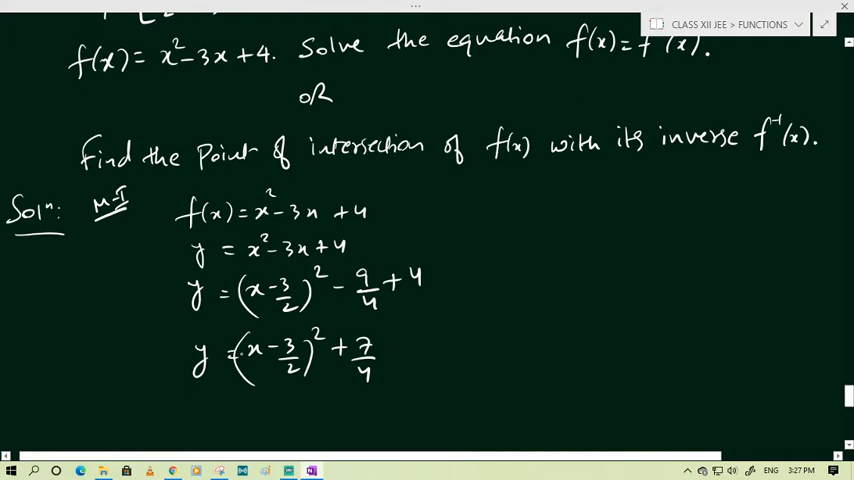 CLASS XII JEE > FUNCTIONS
f(x) = x² - 3x + 4. Solve the equation f(x) = f⁻¹(x).
OR
Find the Point of intersection of f(x) with its inverse f⁻¹(x).
Solⁿ: M-I f(x) = x² - 3x + 4
y = x² - 3x + 4
y = (x - 3/2)² - 9/4 + 4
y = (x - 3/2)² + 7/4
ENG 3:27 PM